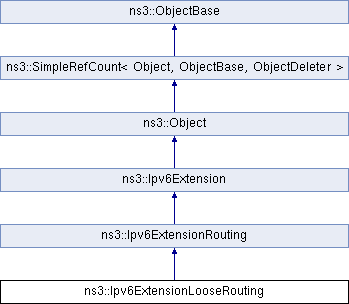 ns3::ObjectBase
ns3::SimpleRefCount< Object, ObjectBase, ObjectDeleter >
ns3::Object
ns3::Ipv6Extension
ns3::Ipv6ExtensionRouting
ns3::Ipv6ExtensionLooseRouting